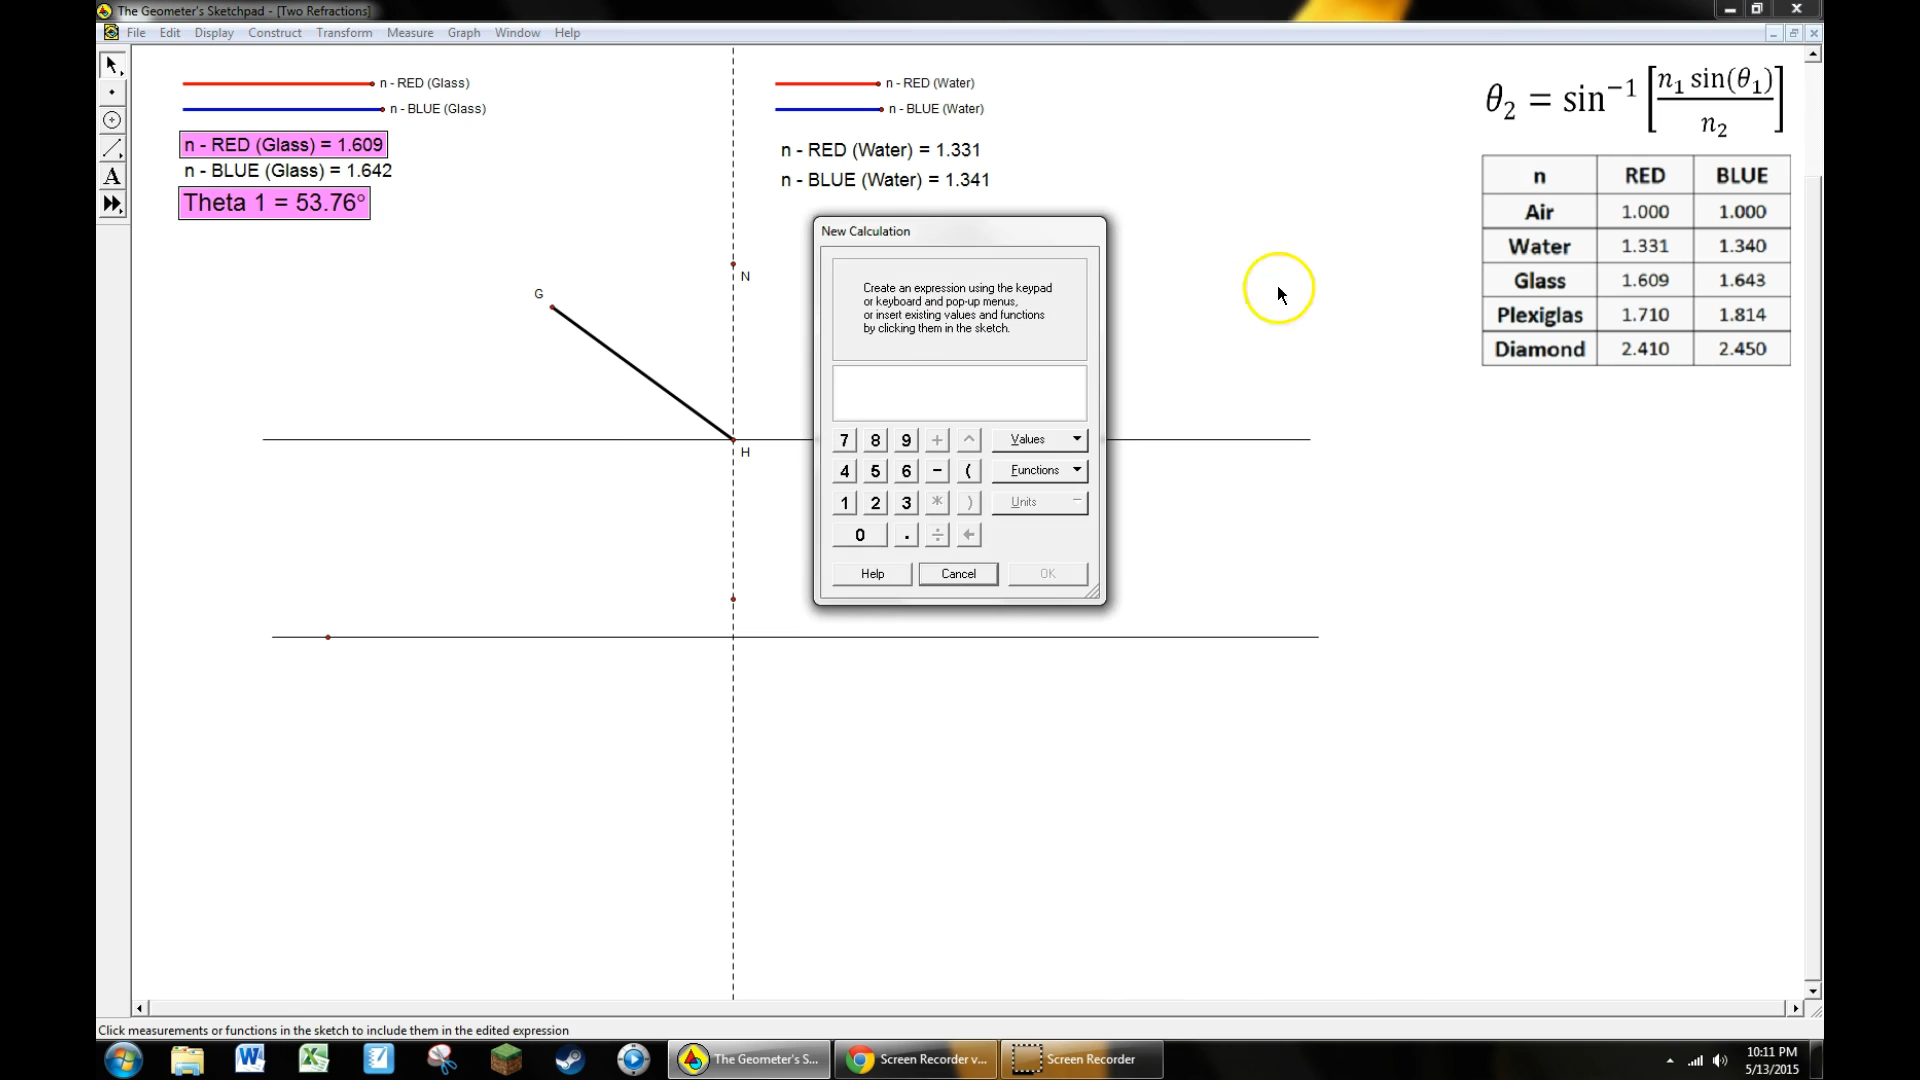 The Geometer's Sketchpad - [Two Refractions]
File Edit Display Construct Transform Measure Graph Window Help
n - RED (Glass)
n - BLUE (Glass)
n - RED (Glass) = 1.609
n - BLUE (Glass) = 1.642
Theta 1 = 53.76°
n - RED (Water)
n - BLUE (Water)
n - RED (Water) = 1.331
n - BLUE (Water) = 1.341
θ₂ = sin⁻¹ [n₁ sin(θ₁) / n₂]
n RED BLUE
Air 1.000 1.000
Water 1.331 1.340
Glass 1.609 1.643
Plexiglas 1.710 1.814
Diamond 2.410 2.450
A
N
G
H
New Calculation
Create an expression using the keypad
or keyboard and pop-up menus,
or insert existing values and functions
by clicking them in the sketch.
7 8 9 + ^ Values
4 5 6 - ( Functions
1 2 3 * ) Units
0 . ÷
Help Cancel OK
Click measurements or functions in the sketch to include them in the edited expression
The Geometer's S...
Screen Recorder v...
Screen Recorder
10:11 PM
5/13/2015